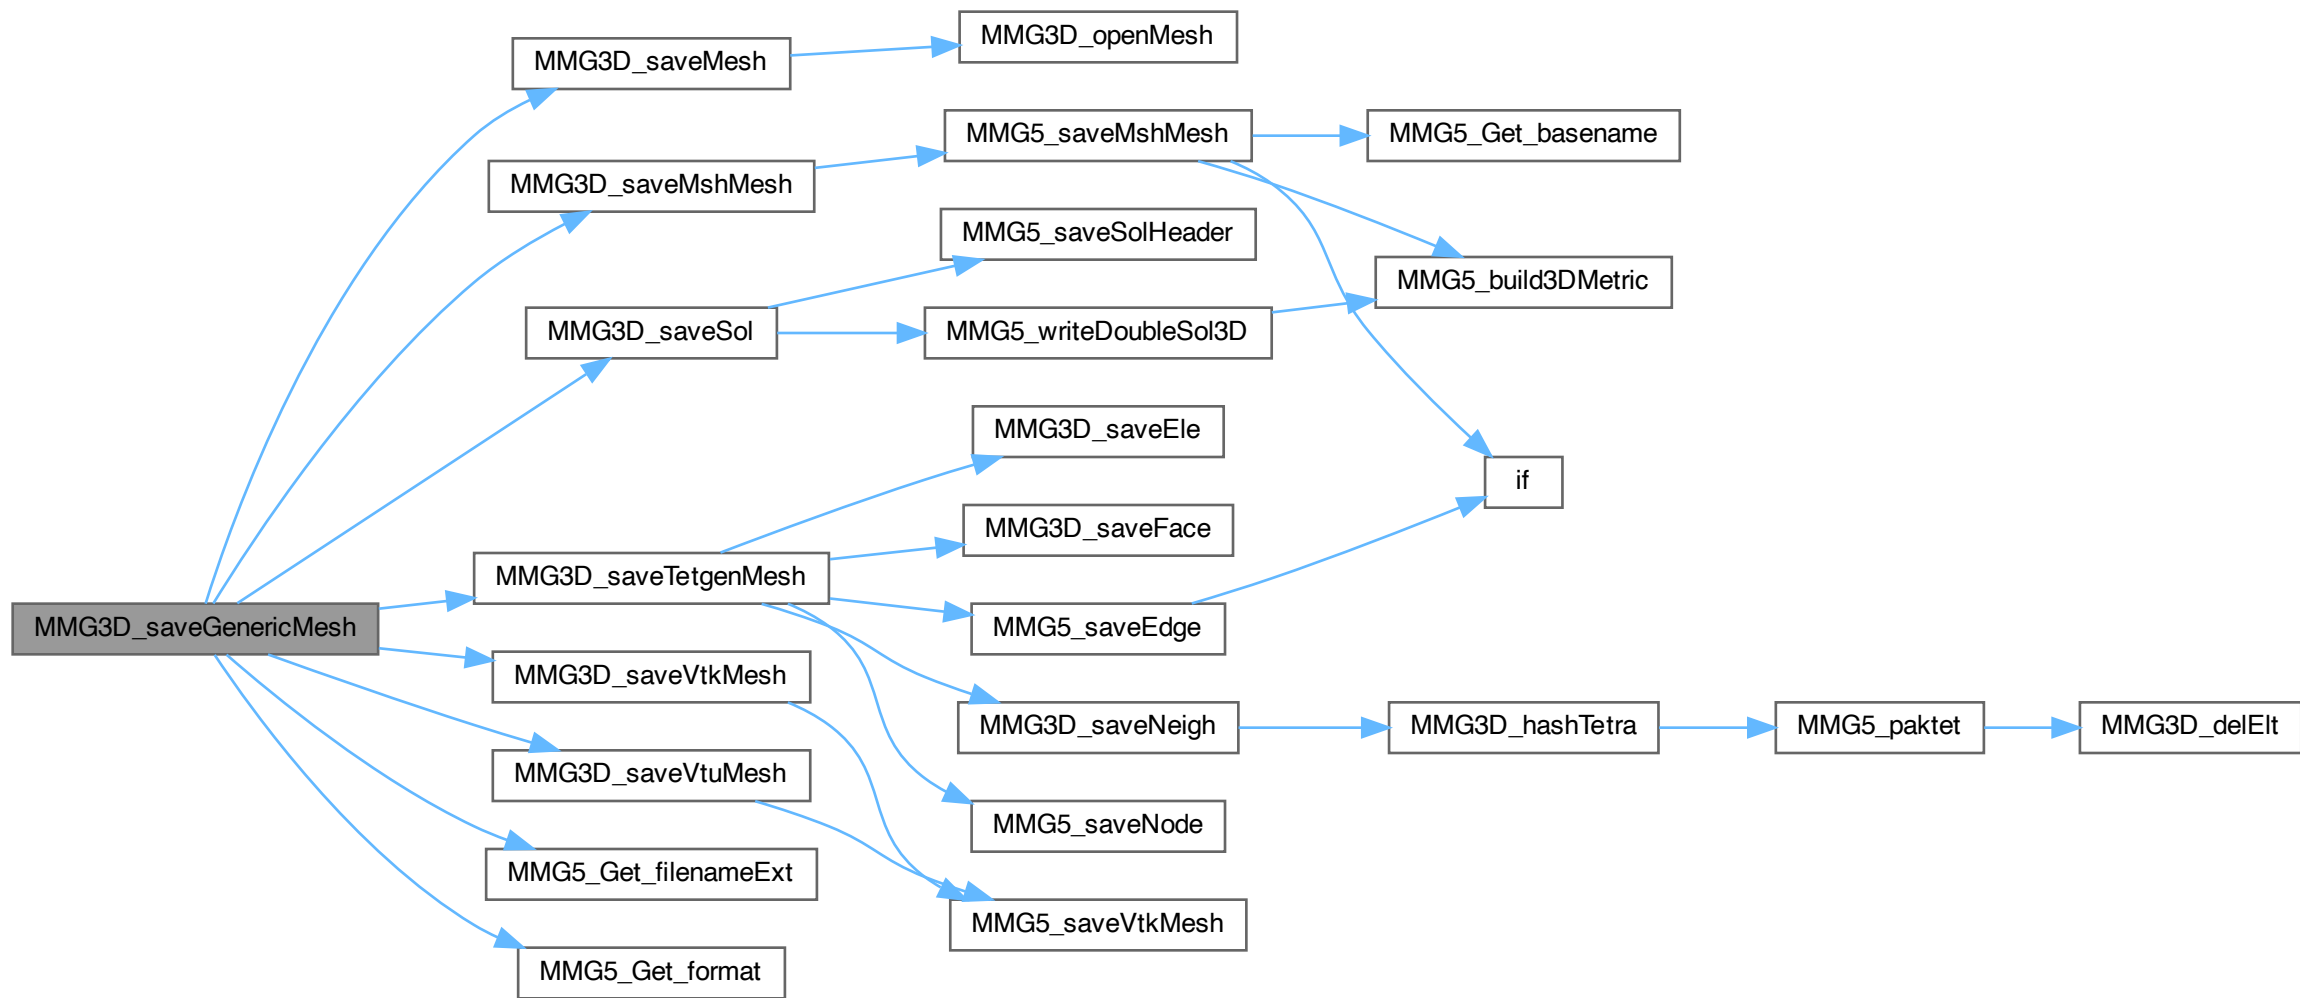 MMG3D_openMesh
MMG3D_saveMesh
MMG5_saveMshMesh
MMG5_Get_basename
MMG3D_saveMshMesh
MMG5_saveSolHeader
MMG5_build3DMetric
MMG3D_saveSol
MMG5_writeDoubleSol3D
MMG3D_saveEle
if
MMG3D_saveFace
MMG3D_saveTetgenMesh
MMG3D_saveGenericMesh
MMG5_saveEdge
MMG3D_saveVtkMesh
MMG3D_saveNeigh
MMG3D_hashTetra
MMG5_paktet
MMG3D_delElt
MMG3D_saveVtuMesh
MMG5_saveNode
MMG5_Get_filenameExt
MMG5_saveVtkMesh
MMG5_Get_format